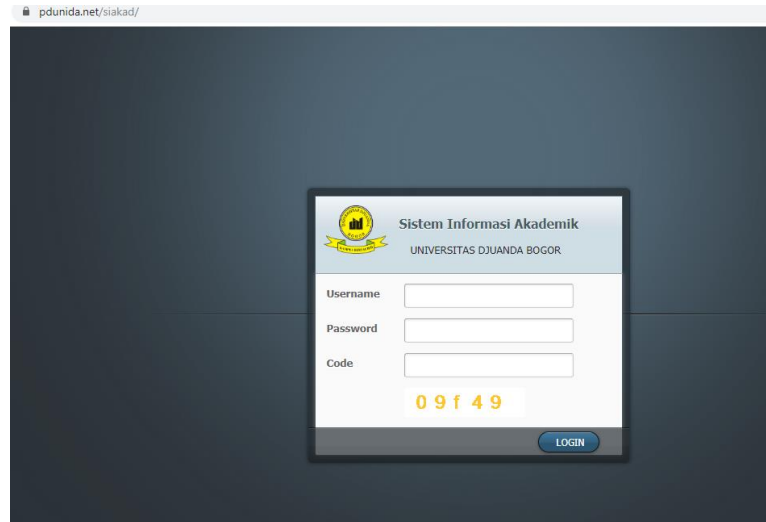 pdunida.net/siakad/
Sistem Informasi Akademik
UNIVERSITAS DJUANDA BOGOR
Username
Password
Code
09f49
LOGIN